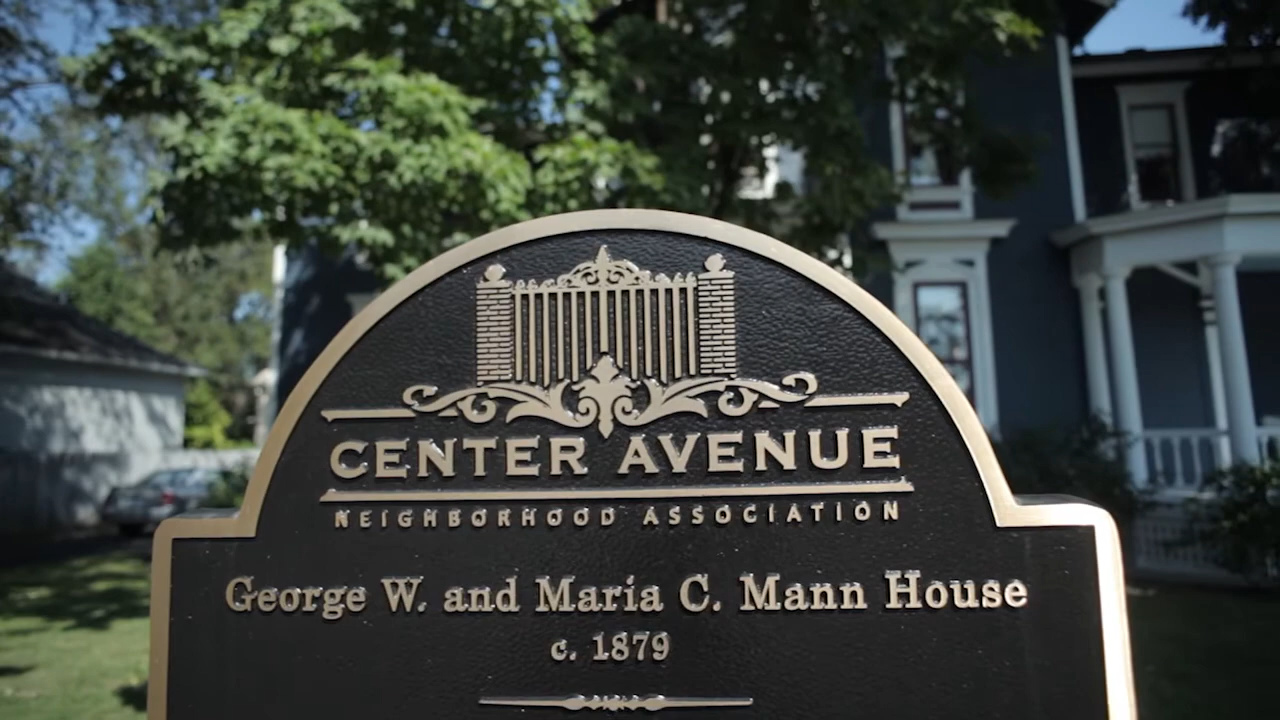 CENTER AVENUE
NEIGHBORHOOD ASSOCIATION
George W. and Maria C. Mann House
c. 1879